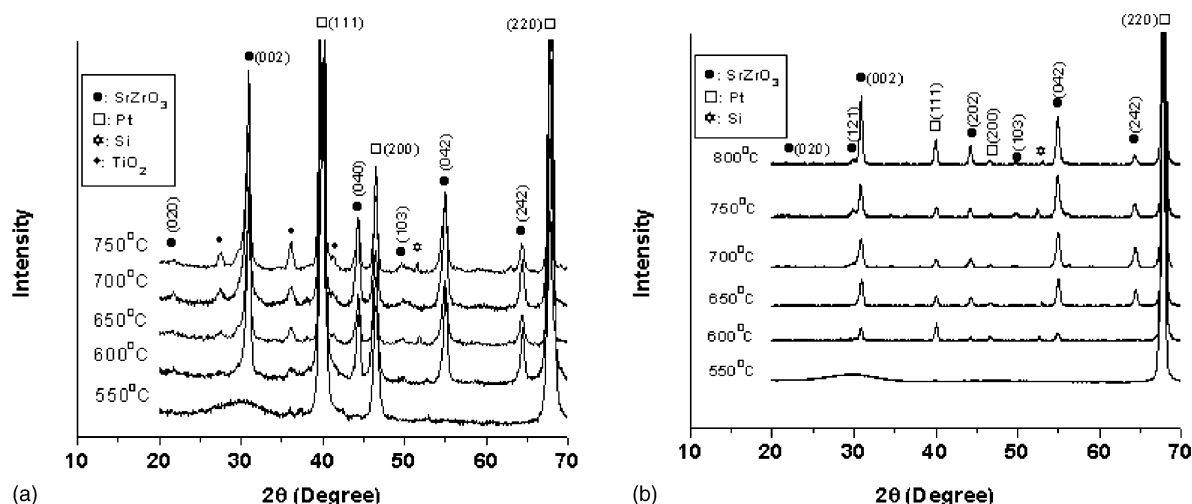 (111)
(220)
(002)
●: SrZrO₃
□: Pt
✡: Si
◆: TiO₂
(200)
(040)
(042)
(103)
(242)
(020)
750°C
700°C
650°C
600°C
550°C
Intensity
10 20 30 40 50 60 70
2θ (Degree)
(a)
(220)
●: SrZrO₃
□: Pt
✡: Si
(002)
(042)
(111)
(202)
(121)
(200)
(103)
(242)
(020)
800°C
750°C
700°C
650°C
600°C
550°C
Intensity
10 20 30 40 50 60 70
2θ (Degree)
(b)